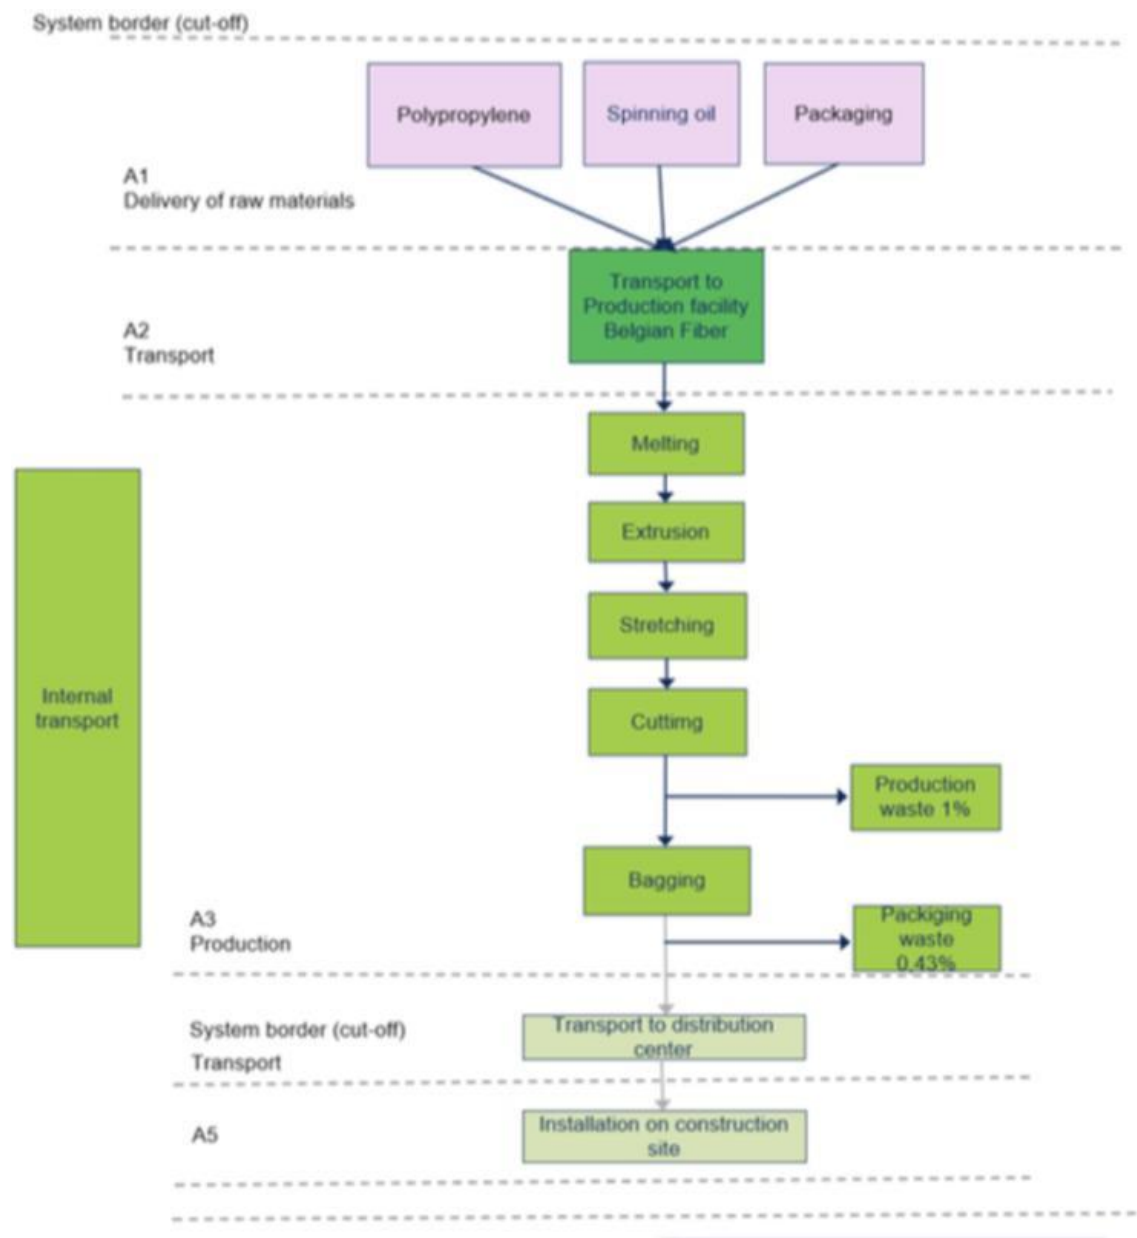 System border (cut-off)
Polypropylene
Spinning oil
Packaging
A1
Delivery of raw materials
Transport to
Production facility
Belgian Fiber
A2
Transport
Melting
Extrusion
Stretching
Internal
transport
Cuttimg
Production
waste 1%
Bagging
A3
Production
Packiging
waste
0,43%
System border (cut-off)
Transport
Transport to distribution
center
A5
Installation on construction
site